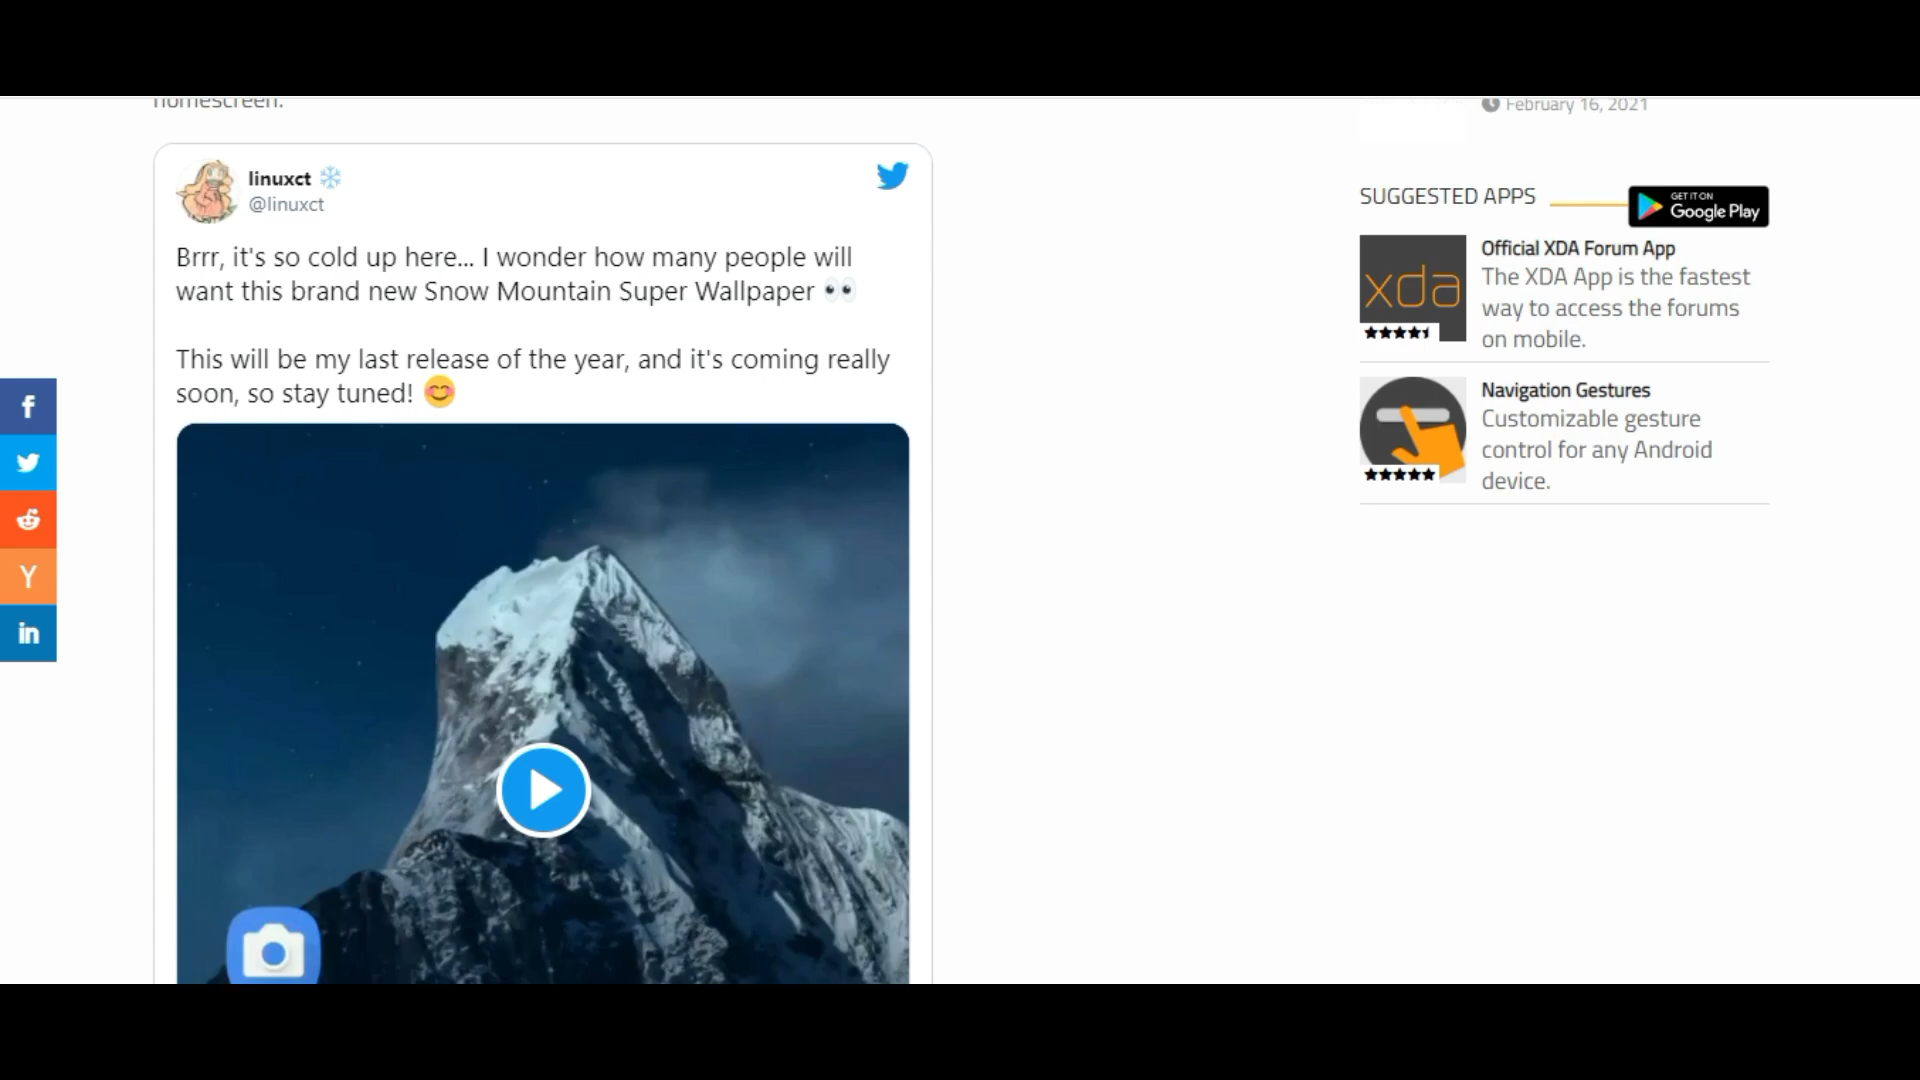 homescreen.
February 16, 2021
linuxct
@linuxct
Brrr, it's so cold up here... I wonder how many people will
want this brand new Snow Mountain Super Wallpaper 👀
This will be my last release of the year, and it's coming really
soon, so stay tuned! 😊
f
Y
in
SUGGESTED APPS
GET IT ON
Google Play
xda
Official XDA Forum App
The XDA App is the fastest
way to access the forums
on mobile.
Navigation Gestures
Customizable gesture
control for any Android
device.